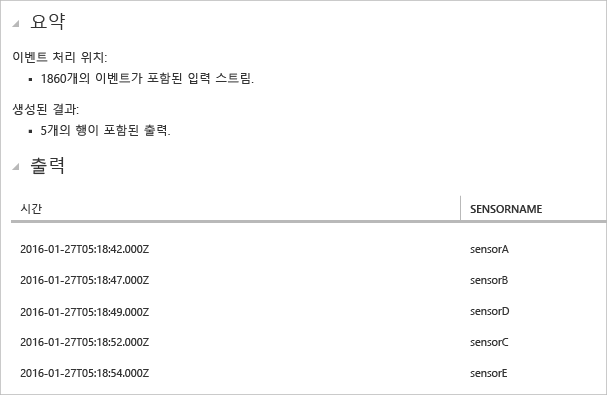 요약
이벤트 처리 위치:
▪ 1860개의 이벤트가 포함된 입력 스트림.
생성된 결과:
▪ 5개의 행이 포함된 출력.
출력
시간 SENSORNAME
2016-01-27T05:18:42.000Z sensorA
2016-01-27T05:18:47.000Z sensorB
2016-01-27T05:18:49.000Z sensorD
2016-01-27T05:18:52.000Z sensorC
2016-01-27T05:18:54.000Z sensorE